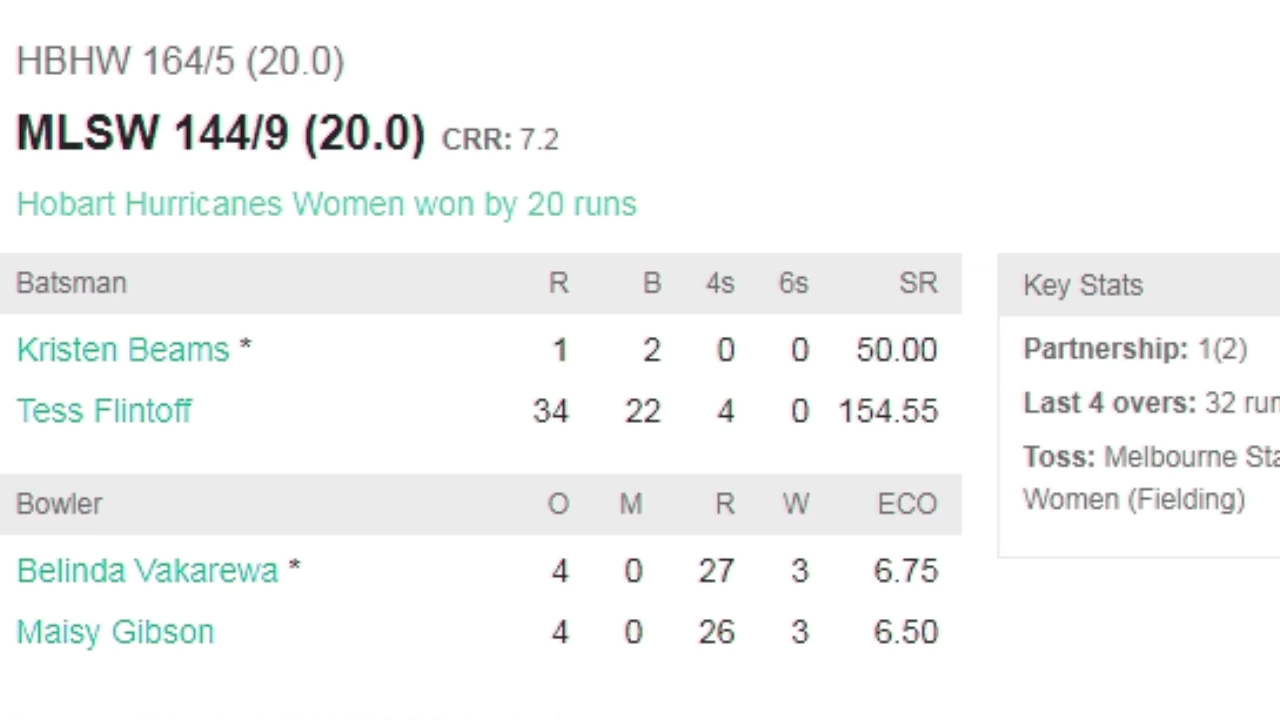 HBHW 164/5 (20.0)
MLSW 144/9 (20.0) CRR: 7.2
Hobart Hurricanes Women won by 20 runs
Batsman R B 4s 6s SR
Kristen Beams * 1 2 0 0 50.00
Tess Flintoff 34 22 4 0 154.55
Bowler O M R W ECO
Belinda Vakarewa * 4 0 27 3 6.75
Maisy Gibson 4 0 26 3 6.50
Key Stats
Partnership: 1(2)
Last 4 overs: 32 run
Toss: Melbourne Sta
Women (Fielding)